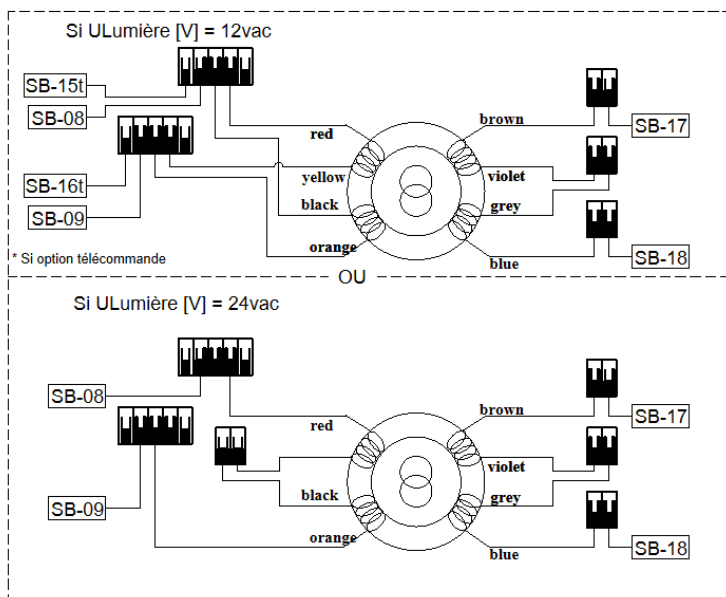 Si ULumière [V] = 12vac
SB-15t
SB-08
SB-16t
SB-09
red
yellow
black
orange
brown
violet
grey
blue
SB-17
SB-18
* Si option télécommande
OU
Si ULumière [V] = 24vac
SB-08
SB-09
red
black
orange
brown
violet
grey
blue
SB-17
SB-18